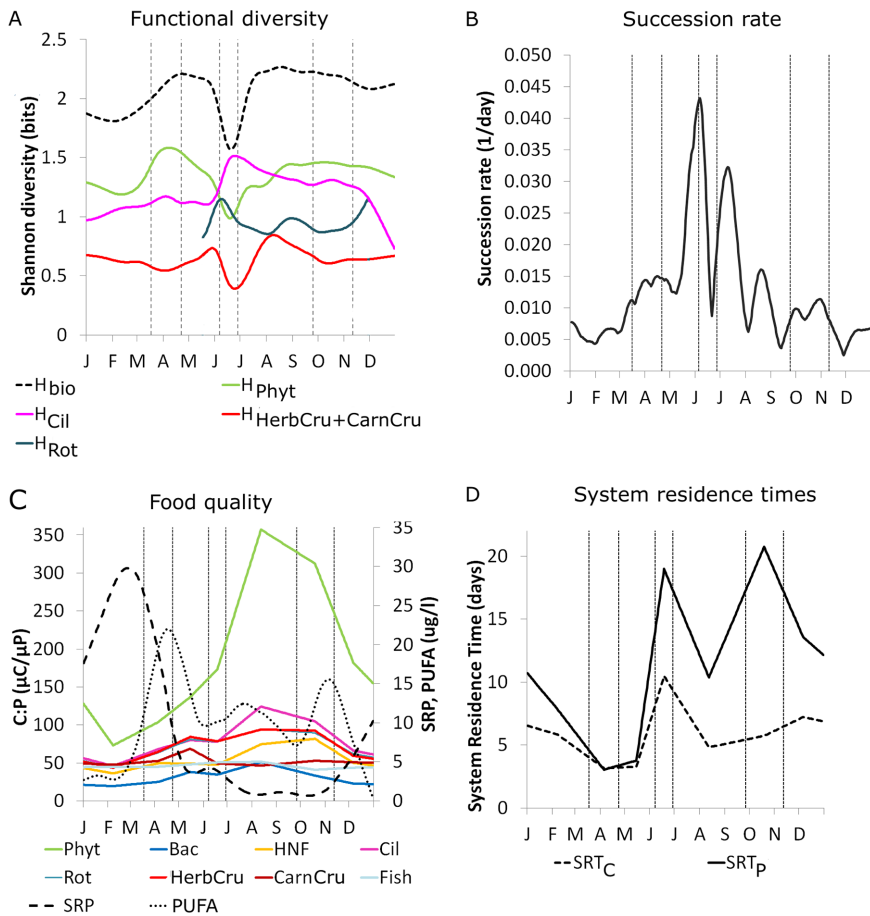 A
Functional diversity
Shannon diversity (bits)
2.5
2
1.5
1
0.5
0
J F M A M J J A S O N D
H bio
H Phyt
H Cil
H HerbCru+CarnCru
H Rot
B
Succession rate
Succession rate (1/day)
0.050
0.045
0.040
0.035
0.030
0.025
0.020
0.015
0.010
0.005
0.000
J F M A M J J A S O N D
C
Food quality
C:P (µC/µP)
350
300
250
200
150
100
50
0
35
30
25
20
15
10
5
0
SRP, PUFA (ug/l)
J F M A M J J A S O N D
Phyt Bac HNF Cil
Rot HerbCru CarnCru Fish
SRP PUFA
D
System residence times
System Residence Time (days)
20
15
10
5
0
J F M A M J J A S O N D
SRT C SRT P